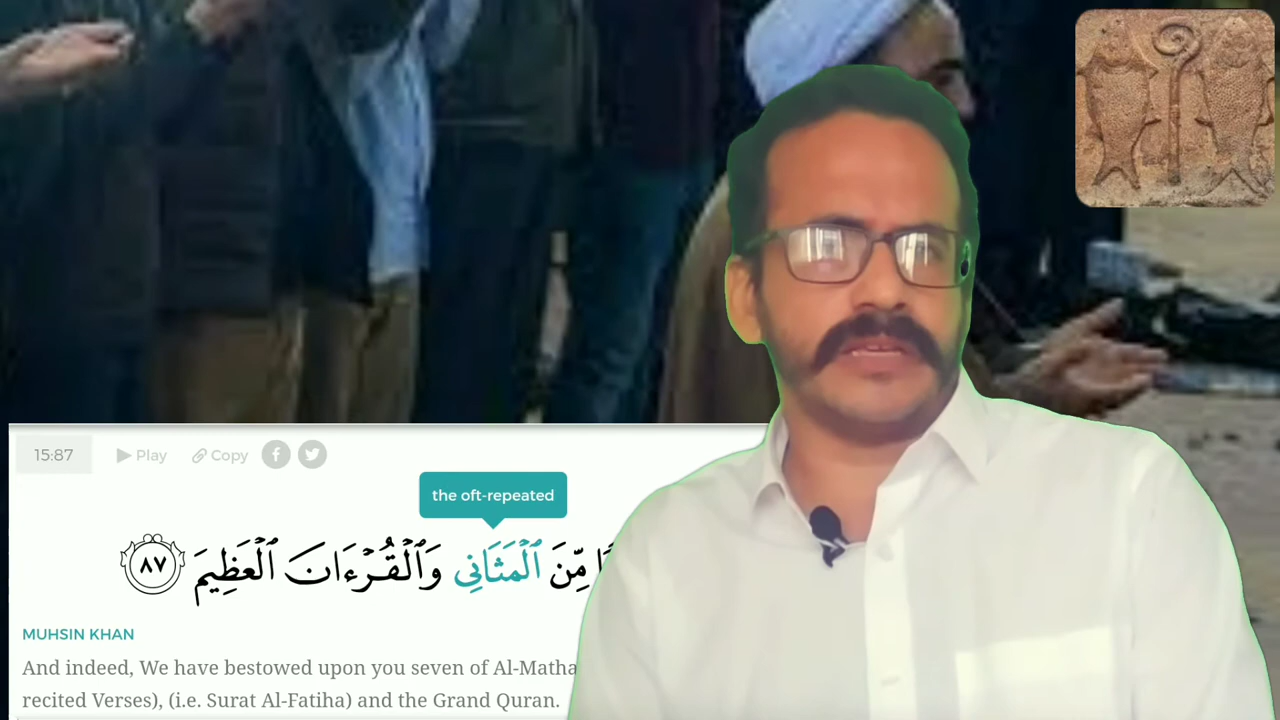 15:87 Play Copy
the oft-repeated
مِّنَ ٱلْمَثَانِى وَٱلْقُرْءَانَ ٱلْعَظِيمَ ٨٧
MUHSIN KHAN
And indeed, We have bestowed upon you seven of Al-Matha
recited Verses), (i.e. Surat Al-Fatiha) and the Grand Quran.